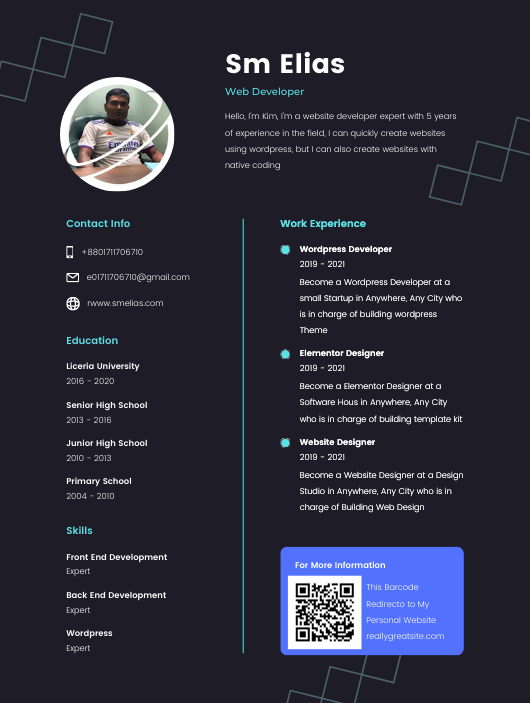 Sm Elias
Web Developer
Hello, I'm Kim, I'm a website developer expert with 5 years
of experience in the field, I can quickly create websites
using wordpress, but I can also create websites with
native coding
Contact Info
+8801711706710
e01711706710@gmail.com
rwww.smelias.com
Education
Liceria University
2016 - 2020
Senior High School
2013 - 2016
Junior High School
2010 - 2013
Primary School
2004 - 2010
Skills
Front End Development
Expert
Back End Development
Expert
Wordpress
Expert
Work Experience
Wordpress Developer
2019 - 2021
Become a Wordpress Developer at a
small Startup in Anywhere, Any City who
is in charge of building wordpress
Theme
Elementor Designer
2019 - 2021
Become a Elementor Designer at a
Software Hous in Anywhere, Any City
who is in charge of building template kit
Website Designer
2019 - 2021
Become a Website Designer at a Design
Studio in Anywhere, Any City who is in
charge of Building Web Design
For More Information
This Barcode
Redirecto to My
Personal Website
reallygreatsite.com